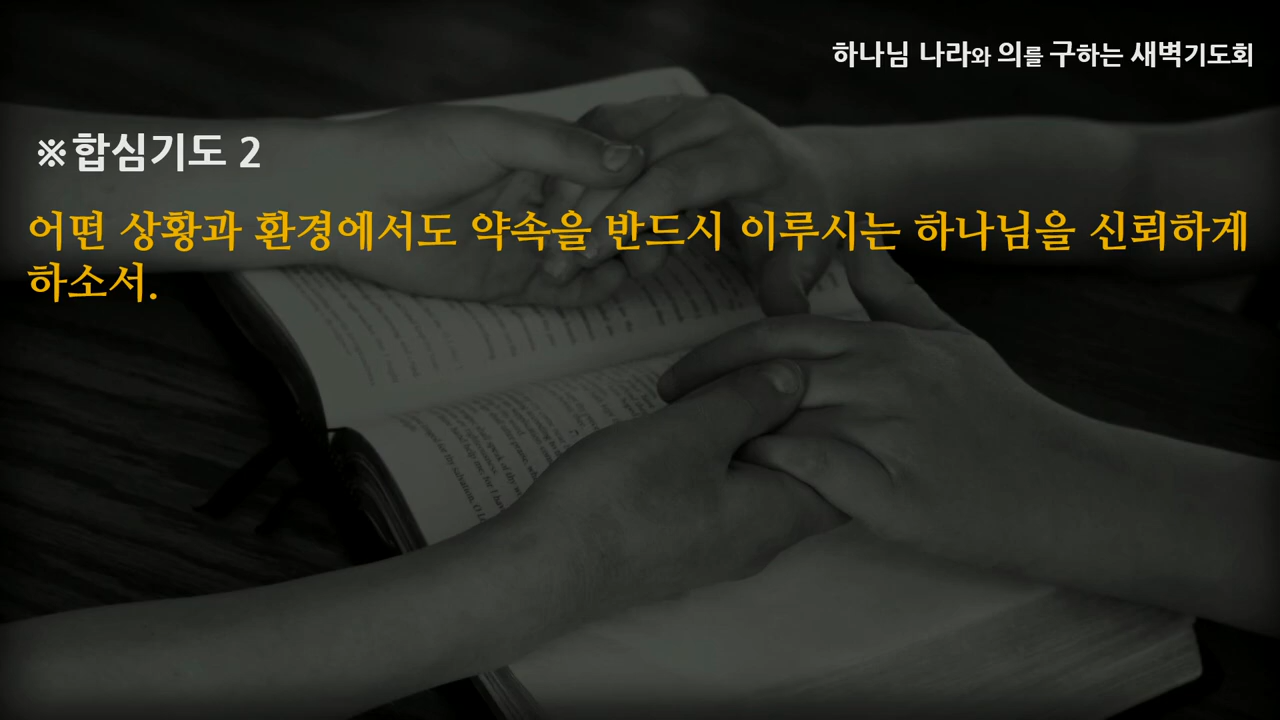 하나님 나라와 의를 구하는 새벽기도회
※합심기도 2
어떤 상황과 환경에서도 약속을 반드시 이루시는 하나님을 신뢰하게
하소서.